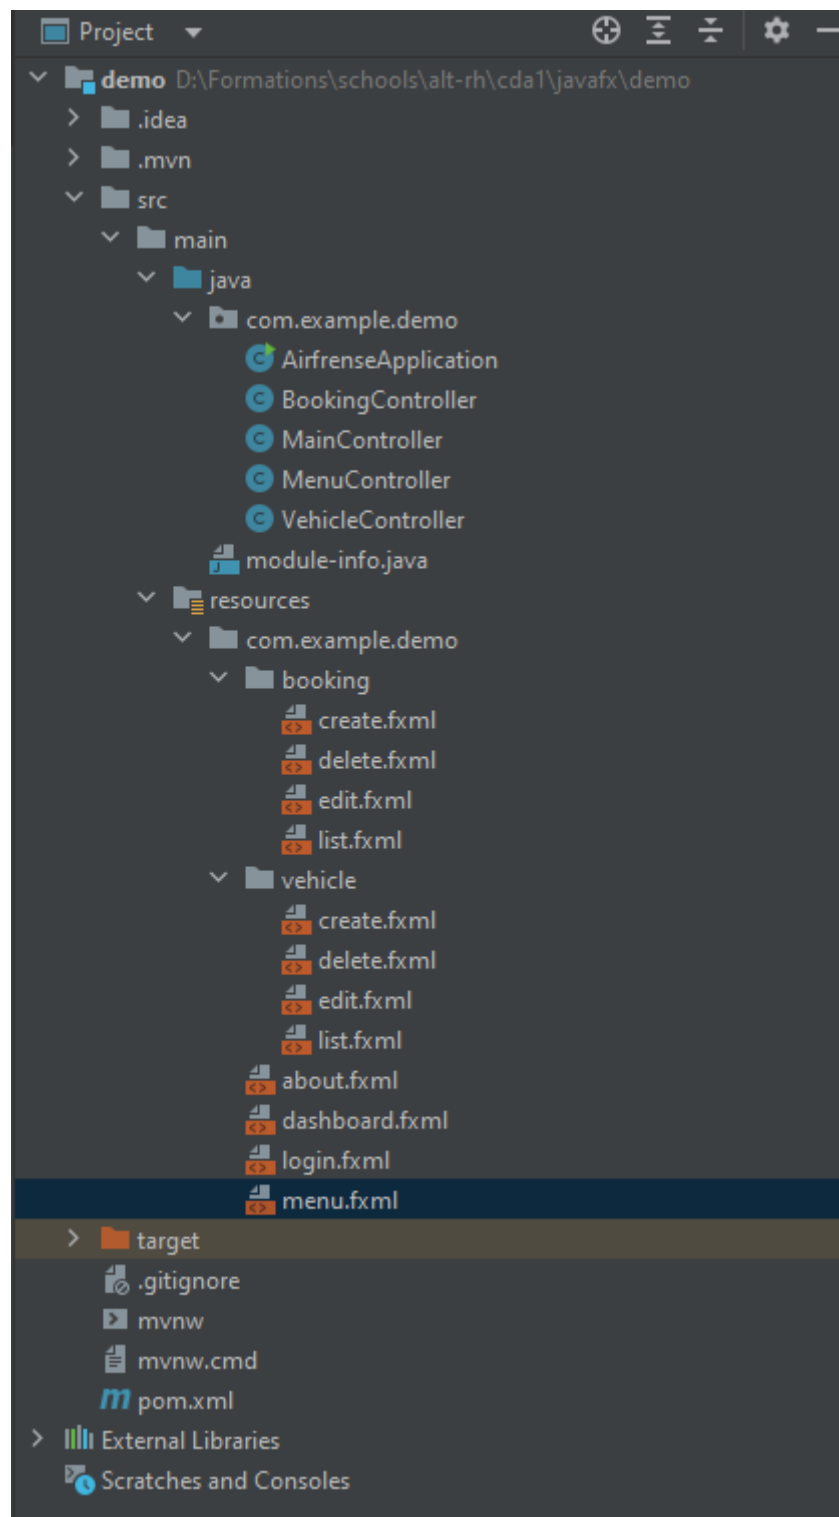 Project
demo D:\Formations\schools\alt-rh\cda1\javafx\demo
.idea
.mvn
src
main
java
com.example.demo
AirfrenseApplication
BookingController
MainController
MenuController
VehicleController
module-info.java
resources
com.example.demo
booking
create.fxml
delete.fxml
edit.fxml
list.fxml
vehicle
create.fxml
delete.fxml
edit.fxml
list.fxml
about.fxml
dashboard.fxml
login.fxml
menu.fxml
target
.gitignore
mvnw
mvnw.cmd
pom.xml
External Libraries
Scratches and Consoles